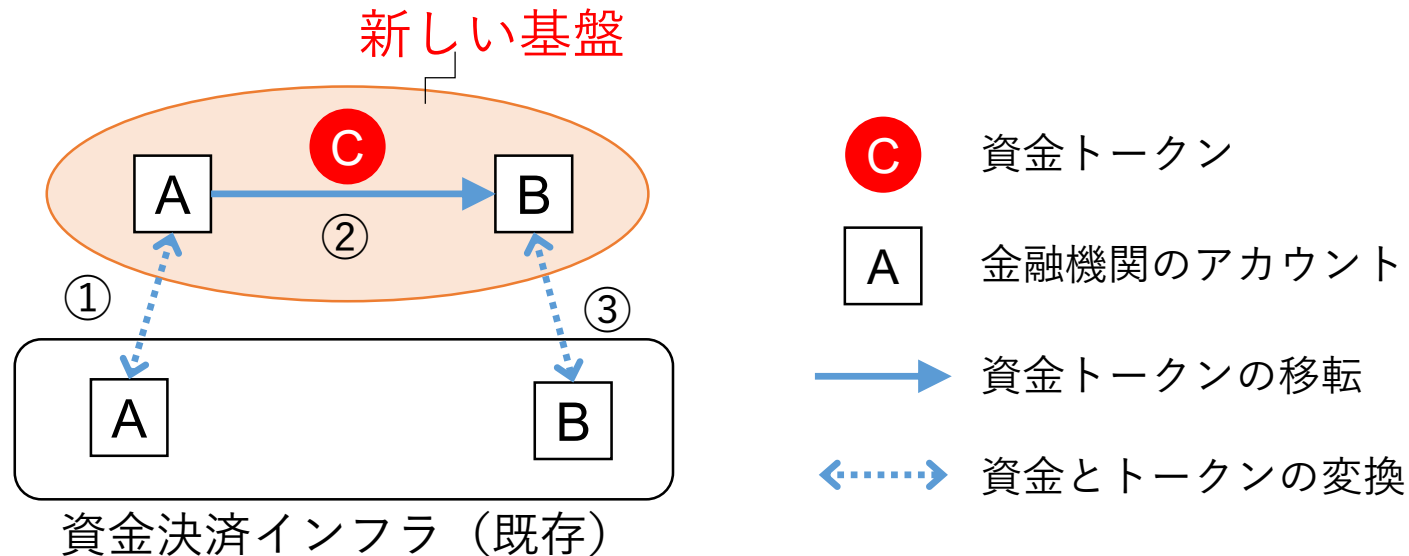 新しい基盤
C
A
B
②
①
③
A
B
資金決済インフラ（既存）
C 資金トークン
A 金融機関のアカウント
資金トークンの移転
資金とトークンの変換